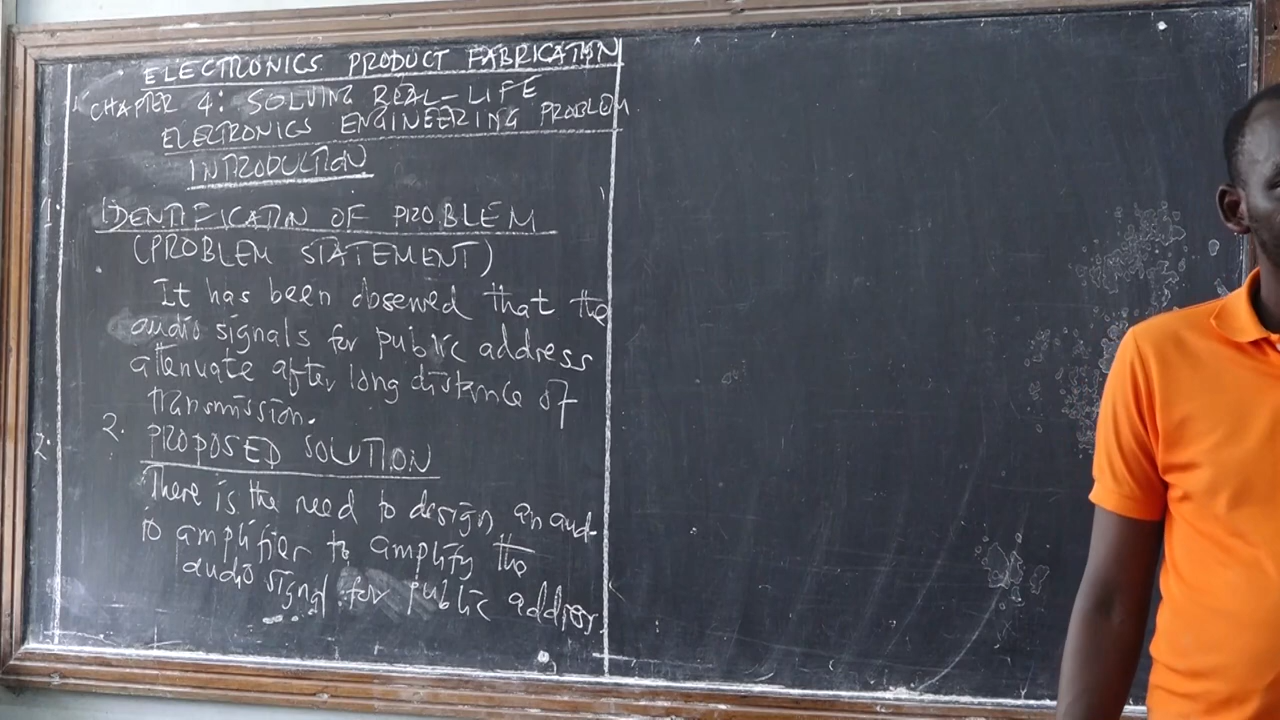 ELECTRONICS PRODUCT FABRICATION
CHAPTER 4: SOLVING REAL-LIFE
ELECTRONICS ENGINEERING PROBLEM
INTRODUCTION
1. IDENTIFICATION OF PROBLEM
(PROBLEM STATEMENT)
It has been observed that the
audio signals for public address
attenuate after long distance of
transmission.
2. 2. PROPOSED SOLUTION
There is the need to design an aud-
io amplifier to amplify the
audio signal for public address.